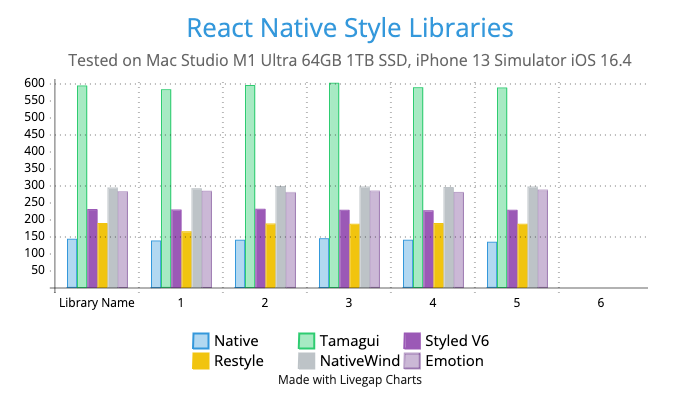 React Native Style Libraries
Tested on Mac Studio M1 Ultra 64GB 1TB SSD, iPhone 13 Simulator iOS 16.4
600
550
500
450
400
350
300
250
200
150
100
50
Library Name 1 2 3 4 5 6
Native Tamagui Styled V6
Restyle NativeWind Emotion
Made with Livegap Charts